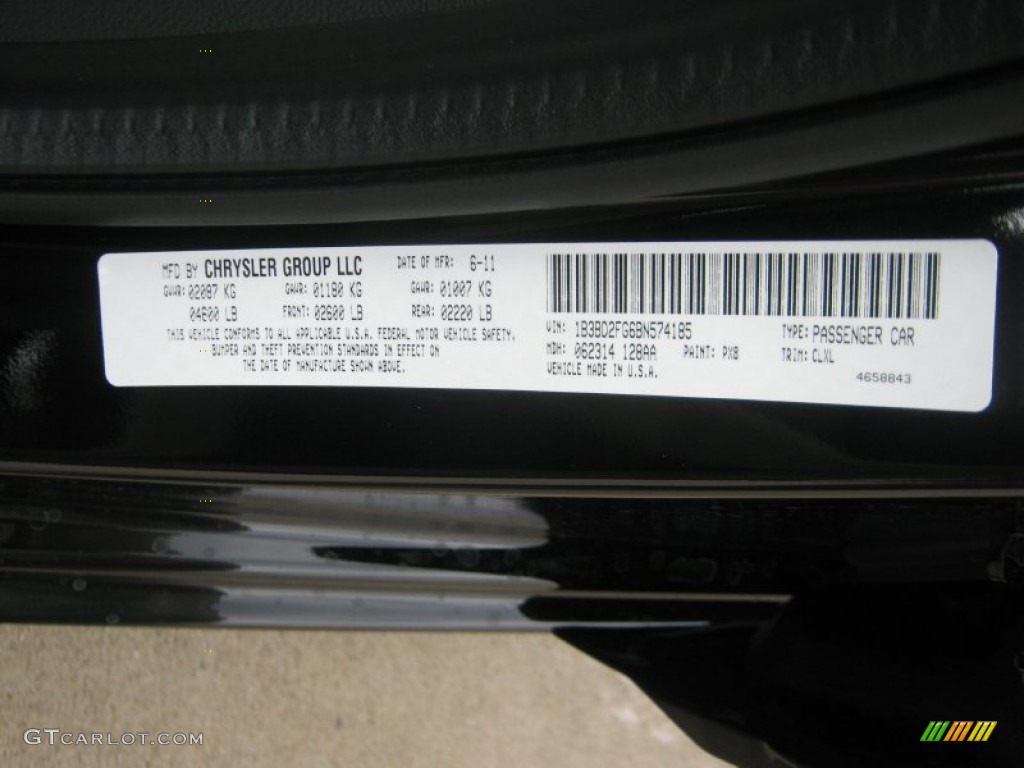 MFD BY CHRYSLER GROUP LLC DATE OF MFR: 6-11
GVWR: 02087 KG GAWR: 01180 KG GAWR: 01007 KG
04600 LB FRONT: 02600 LB REAR: 02220 LB
THIS VEHICLE CONFORMS TO ALL APPLICABLE U.S.A. FEDERAL MOTOR VEHICLE SAFETY,
BUMPER AND THEFT PREVENTION STANDARDS IN EFFECT ON
THE DATE OF MANUFACTURE SHOWN ABOVE.
VIN: 1B3BD2FG6BN574185 TYPE: PASSENGER CAR
MDH: 062314 128AA PAINT: PX8 TRIM: CLXL
VEHICLE MADE IN U.S.A.
4658843
GTCARLOT.COM